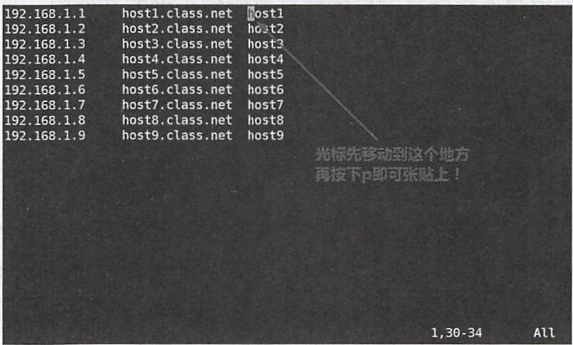 192.168.1.1 host1.class.net host1
192.168.1.2 host2.class.net host2
192.168.1.3 host3.class.net host3
192.168.1.4 host4.class.net host4
192.168.1.5 host5.class.net host5
192.168.1.6 host6.class.net host6
192.168.1.7 host7.class.net host7
192.168.1.8 host8.class.net host8
192.168.1.9 host9.class.net host9
光标先移动到这个地方
再按下p即可张贴上！
1,30-34 All